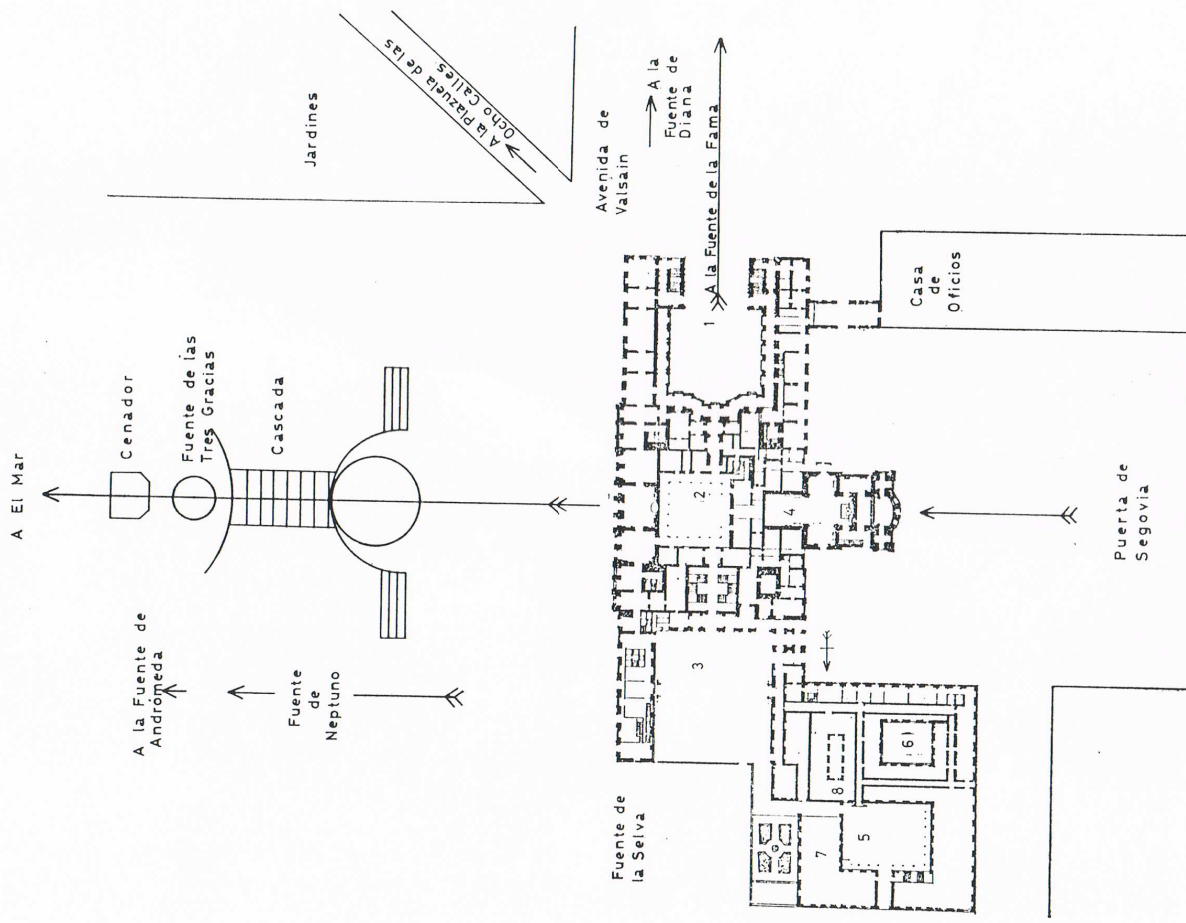 A El Mar
Cenador
Fuente de las
Tres Gracias
Cascada
A la Fuente de
Andrómeda
Fuente
de
Neptuno
Jardines
A la Plazuela de las
Ocho Calles.
Avenida de
Valsain
A la
Fuente de
Diana
A la Fuente de la Fama
Fuente de
la Selva
1
2
3
4
5
(6)
7
8
Casa
de
Oficios
Puerta de
Segovia